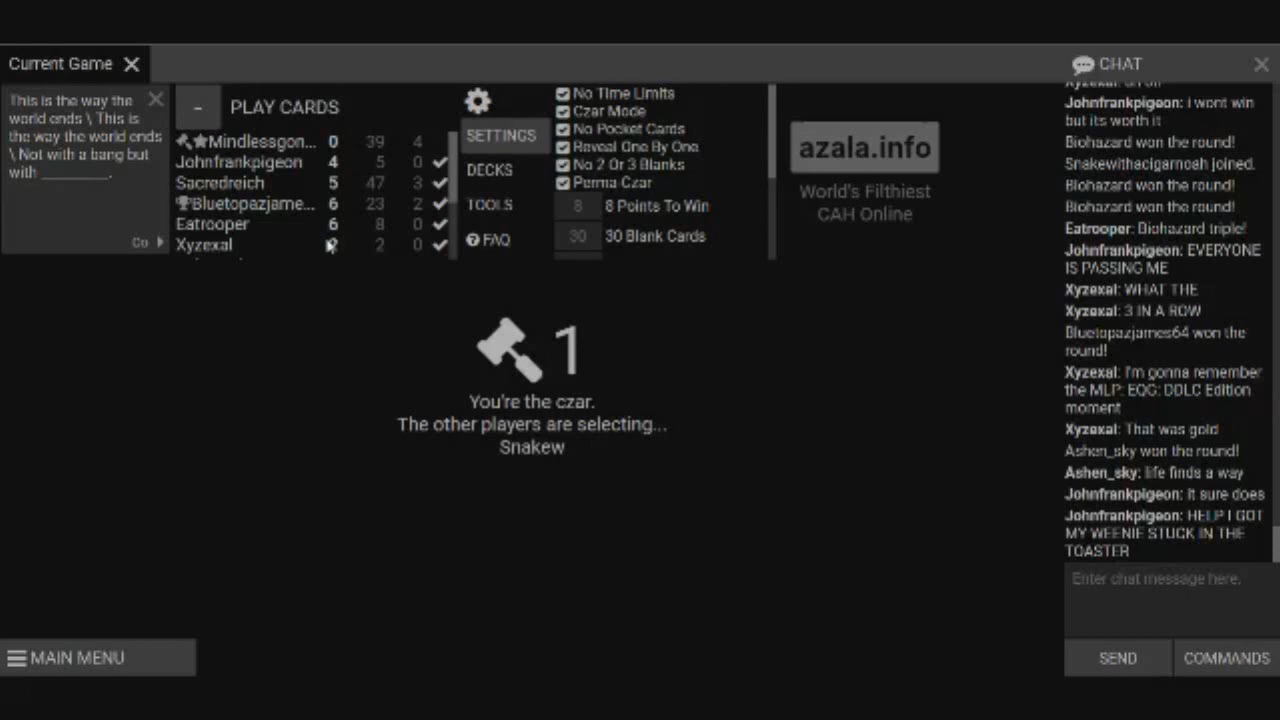 Current Game
CHAT
This is the way the
world ends \ This is
the way the world ends
\ Not with a bang but
with ________.
Go
-
PLAY CARDS
Mindlessgon... 0 39 4
Johnfrankpigeon 4 5 0
Sacredreich 5 47 3
Bluetopazjame... 6 23 2
Eatrooper 6 8 0
Xyzexal 2 0
SETTINGS
DECKS
TOOLS
FAQ
No Time Limits
Czar Mode
No Pocket Cards
Reveal One By One
No 2 Or 3 Blanks
Perma Czar
8 8 Points To Win
30 30 Blank Cards
azala.info
World's Filthiest
CAH Online
1
You're the czar.
The other players are selecting...
Snakew
Johnfrankpigeon: i wont win
but its worth it
Biohazard won the round!
Snakewithacigarnoah joined.
Biohazard won the round!
Biohazard won the round!
Eatrooper: Biohazard triple!
Johnfrankpigeon: EVERYONE
IS PASSING ME
Xyzexal: WHAT THE
Xyzexal: 3 IN A ROW
Bluetopazjames64 won the
round!
Xyzexal: I'm gonna remember
the MLP: EQG: DDLC Edition
moment
Xyzexal: That was gold
Ashen_sky won the round!
Ashen_sky: life finds a way
Johnfrankpigeon: It sure does
Johnfrankpigeon: HELP I GOT
MY WEENIE STUCK IN THE
TOASTER
Enter chat message here.
MAIN MENU
SEND
COMMANDS